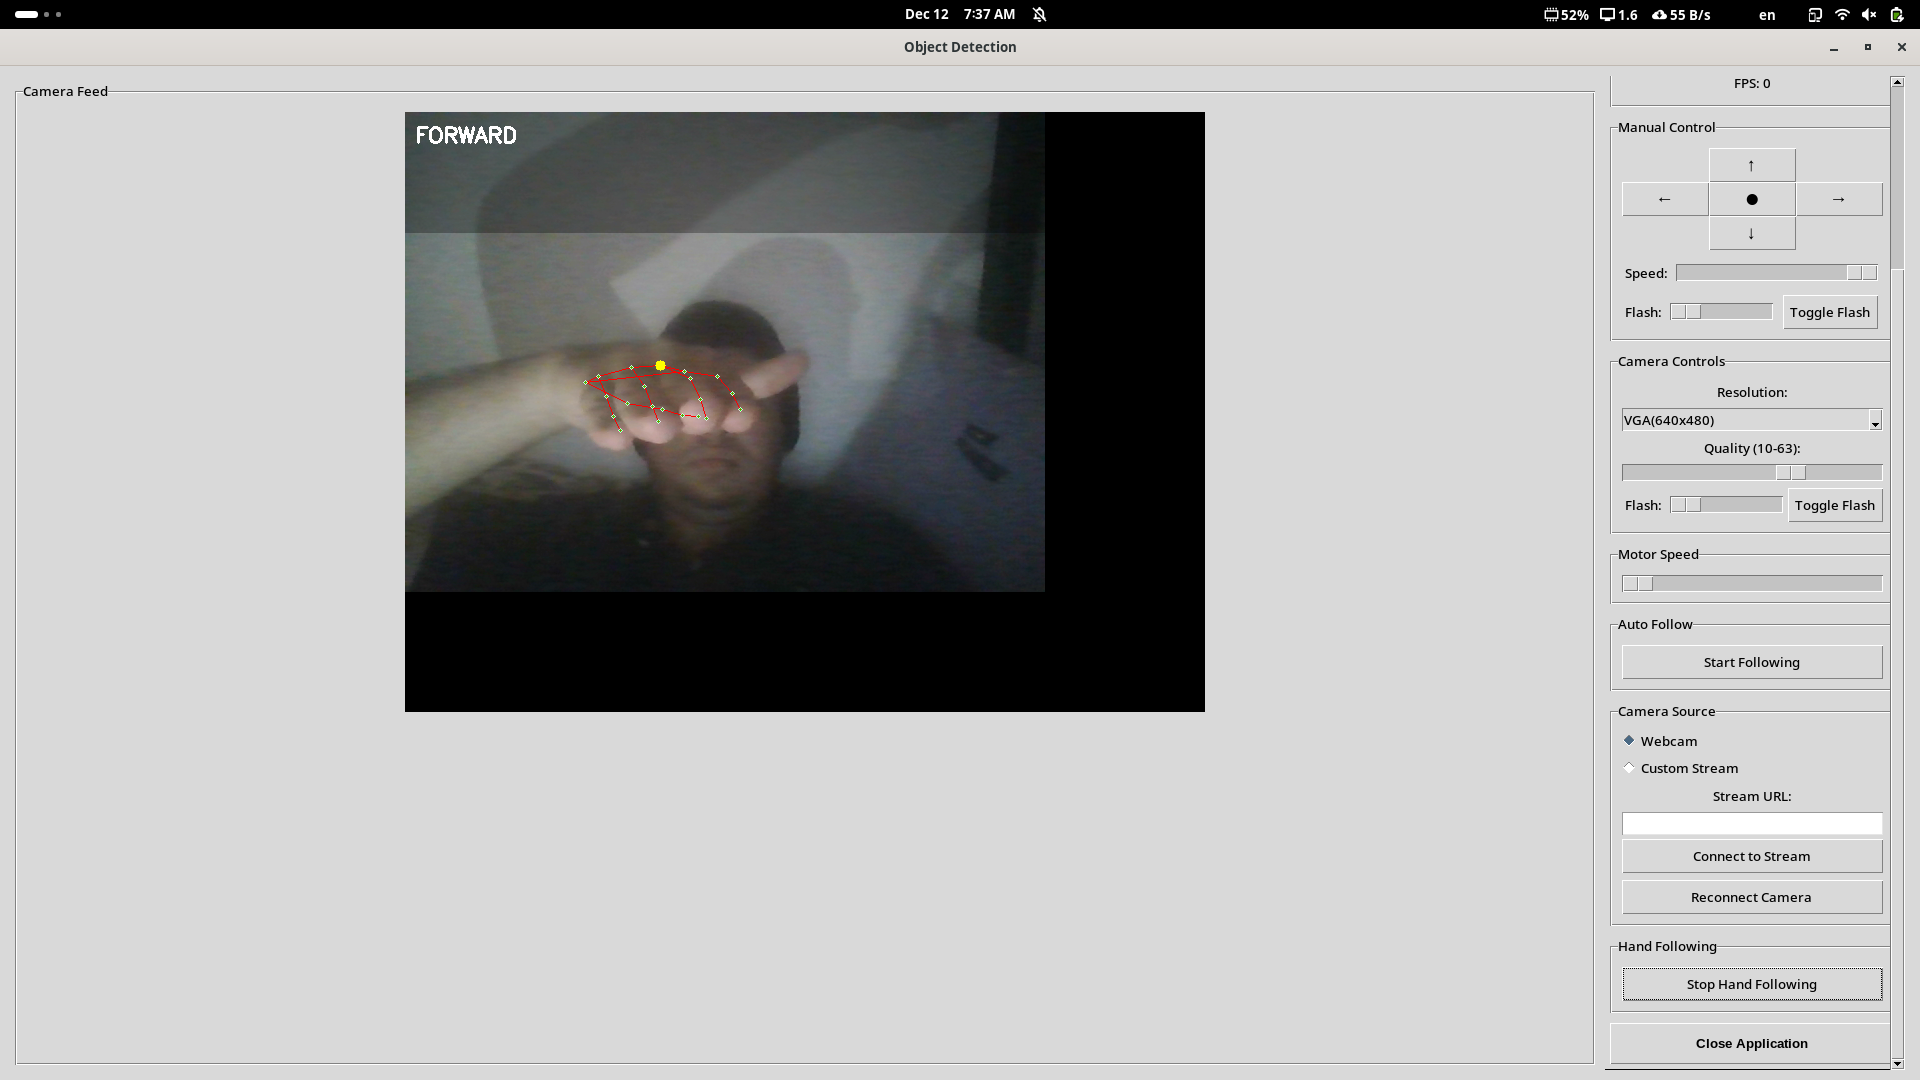 Dec 12 7:37 AM 52% 1.6 55 B/s en
Object Detection
Camera Feed
FORWARD
FPS: 0
Manual Control
↑
← ● →
↓
Speed:
Flash: Toggle Flash
Camera Controls
Resolution:
VGA(640x480)
Quality (10-63):
Flash: Toggle Flash
Motor Speed
Auto Follow
Start Following
Camera Source
Webcam
Custom Stream
Stream URL:
Connect to Stream
Reconnect Camera
Hand Following
Stop Hand Following
Close Application